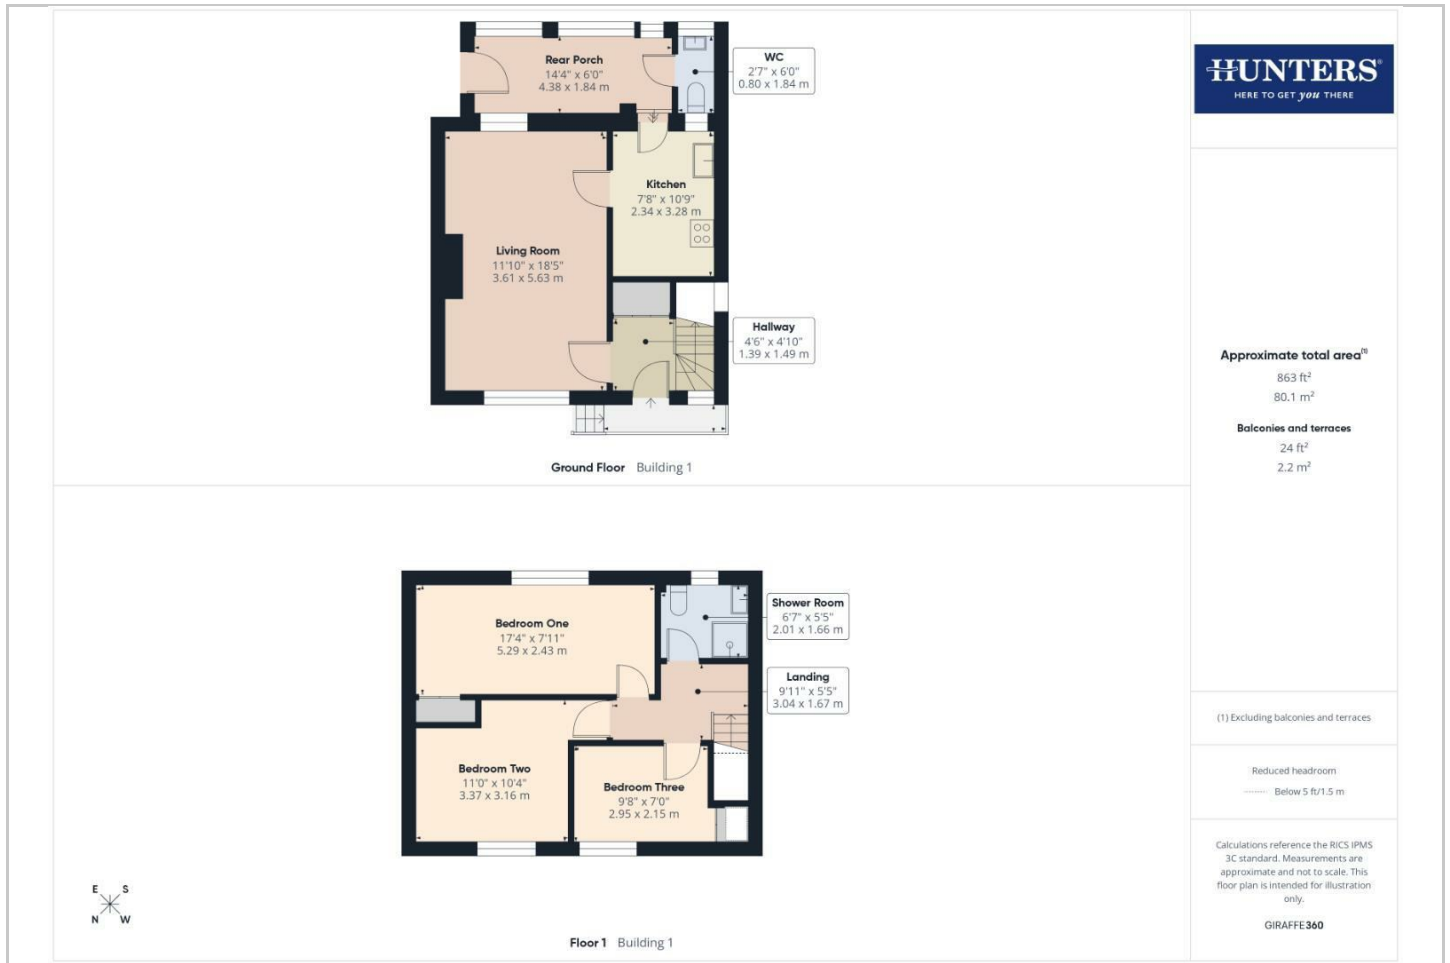 Rear Porch
14'4" x 6'0"
4.38 x 1.84 m
WC
2'7" x 6'0"
0.80 x 1.84 m
Kitchen
7'8" x 10'9"
2.34 x 3.28 m
Living Room
11'10" x 18'5"
3.61 x 5.63 m
Hallway
4'6" x 4'10"
1.39 x 1.49 m
Ground Floor Building 1
Bedroom One
17'4" x 7'11"
5.29 x 2.43 m
Shower Room
6'7" x 5'5"
2.01 x 1.66 m
Landing
9'11" x 5'5"
3.04 x 1.67 m
Bedroom Two
11'0" x 10'4"
3.37 x 3.16 m
Bedroom Three
9'8" x 7'0"
2.95 x 2.15 m
E S
N W
Floor 1 Building 1
HUNTERS®
HERE TO GET you THERE
Approximate total area(1)
863 ft²
80.1 m²
Balconies and terraces
24 ft²
2.2 m²
(1) Excluding balconies and terraces
Reduced headroom
Below 5 ft/1.5 m
Calculations reference the RICS IPMS
3C standard. Measurements are
approximate and not to scale. This
floor plan is intended for illustration
only.
GIRAFFE360